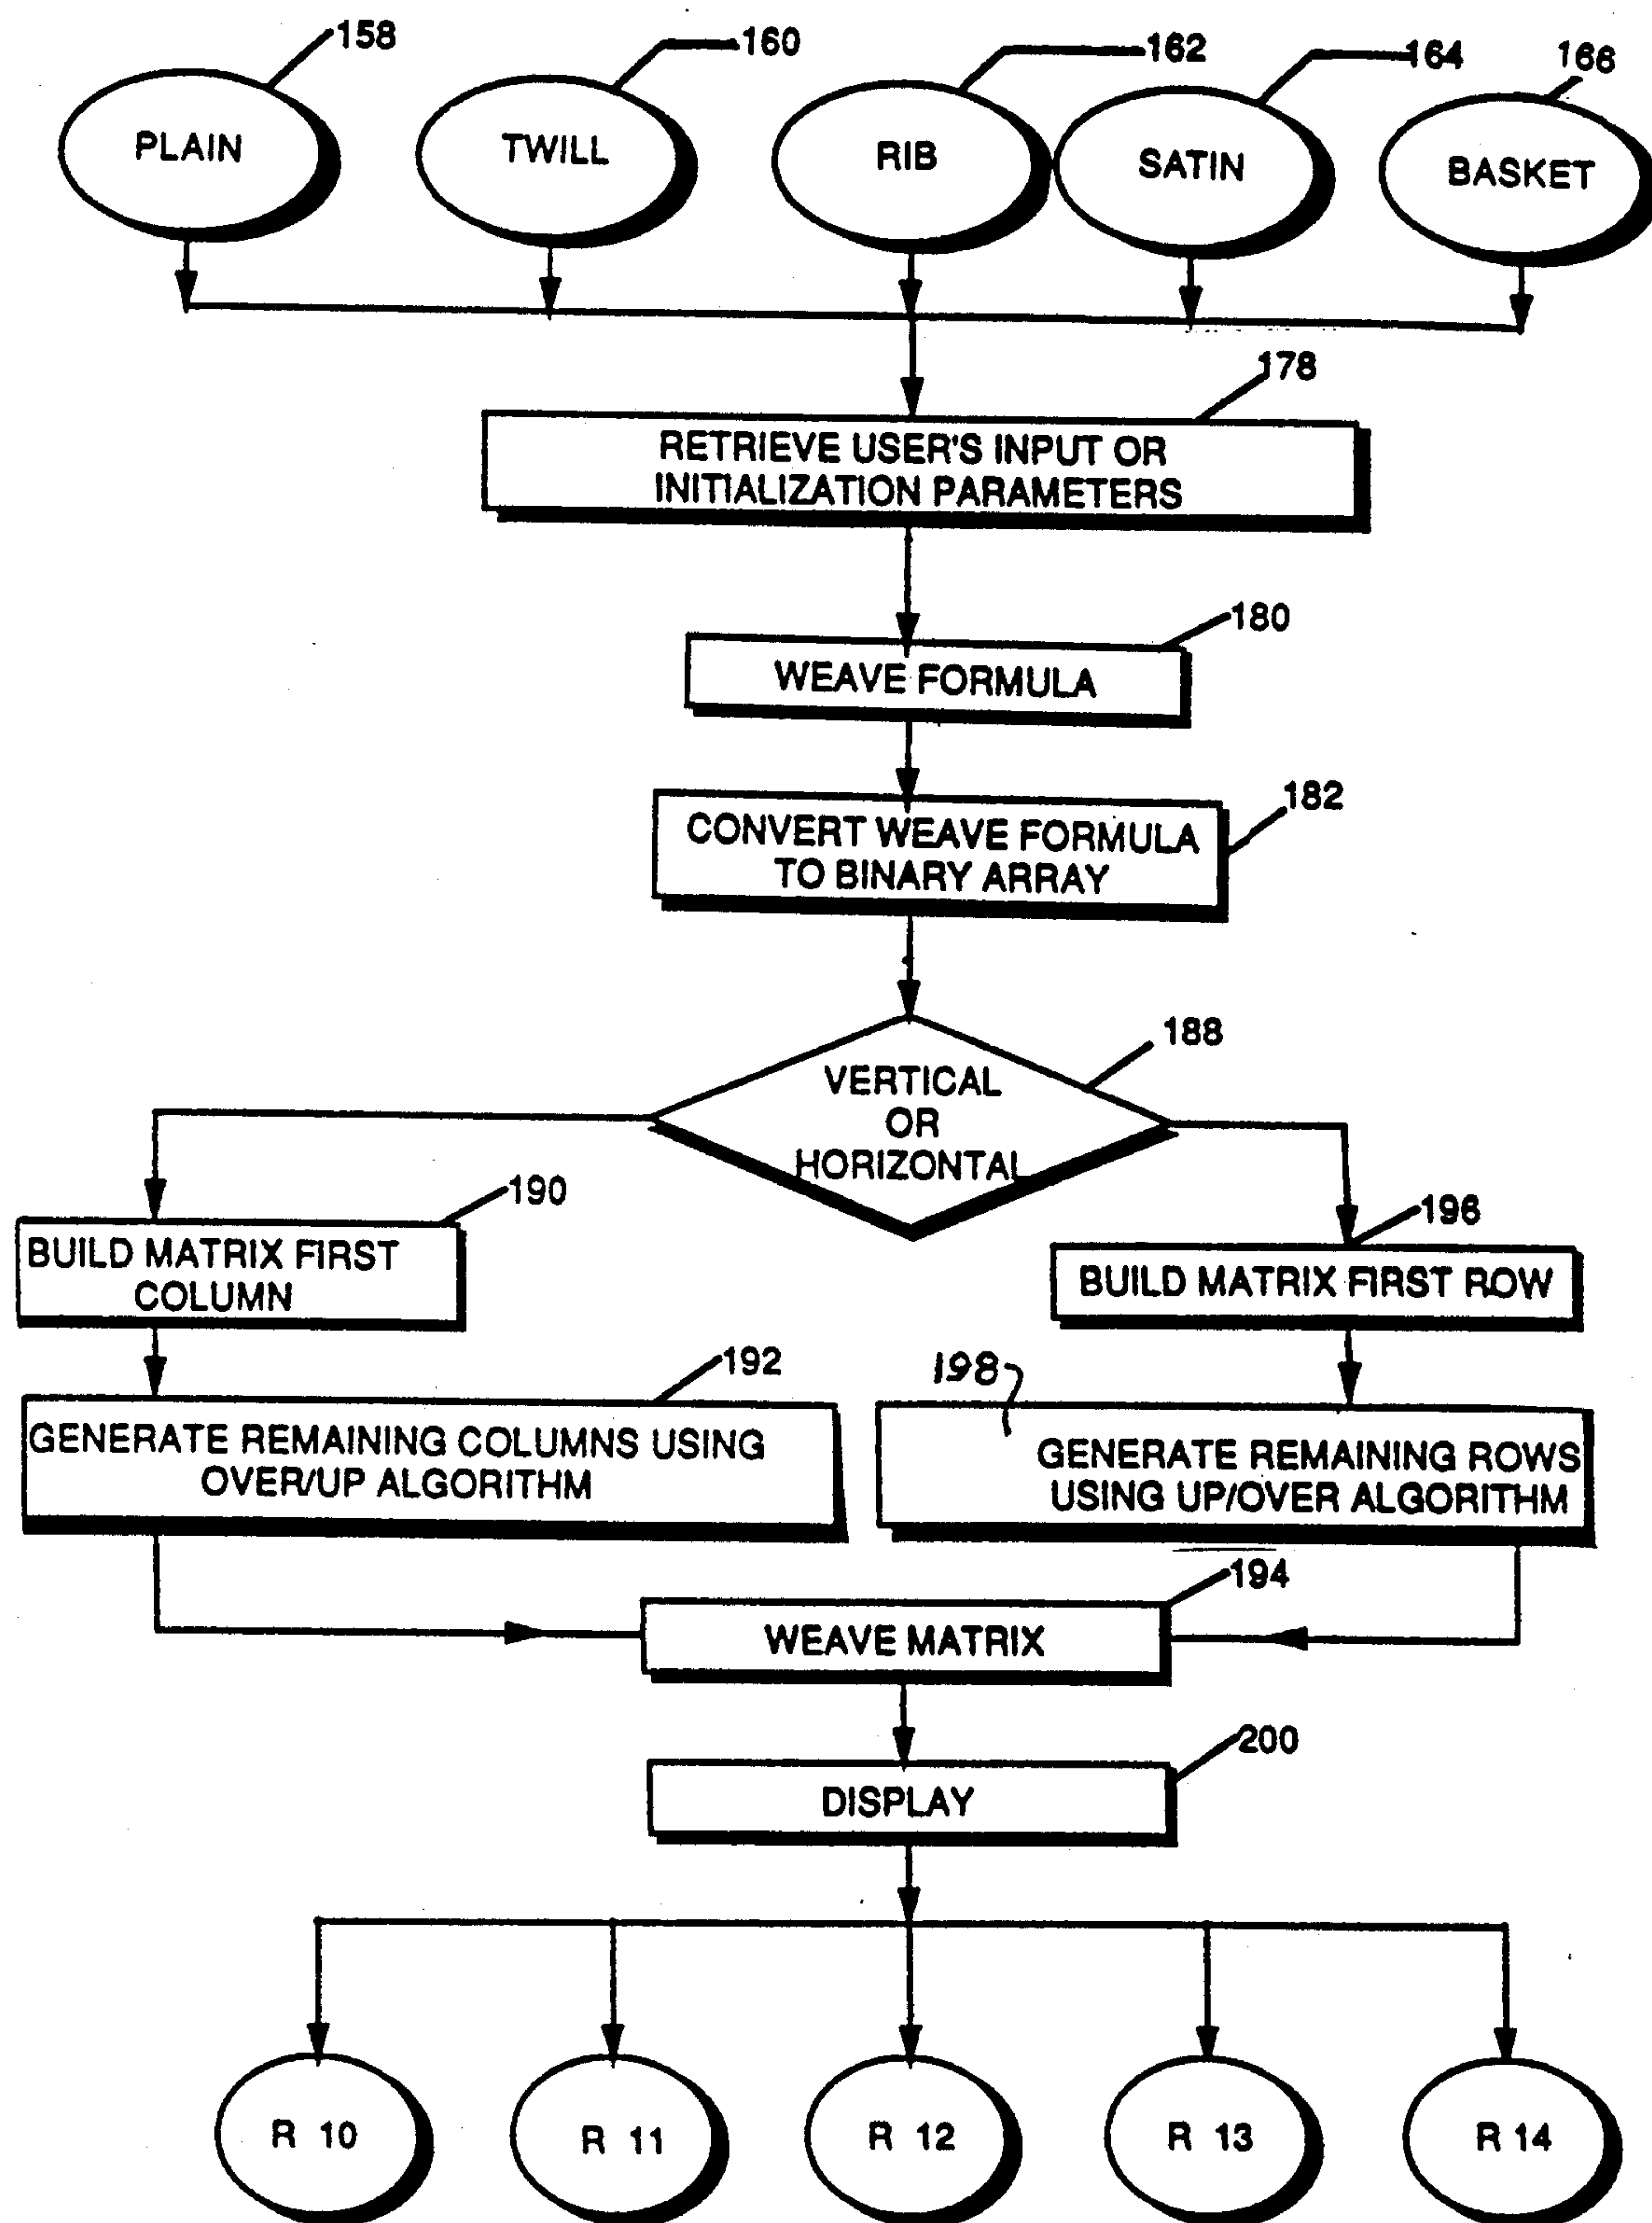 158
160
162
164
166
PLAIN
TWILL
RIB
SATIN
BASKET
178
RETRIEVE USER'S INPUT OR
INITIALIZATION PARAMETERS
180
WEAVE FORMULA
182
CONVERT WEAVE FORMULA
TO BINARY ARRAY
188
VERTICAL
OR
HORIZONTAL
190
BUILD MATRIX FIRST
COLUMN
196
BUILD MATRIX FIRST ROW
192
GENERATE REMAINING COLUMNS USING
OVER/UP ALGORITHM
198
GENERATE REMAINING ROWS
USING UP/OVER ALGORITHM
194
WEAVE MATRIX
200
DISPLAY
R 10
R 11
R 12
R 13
R 14